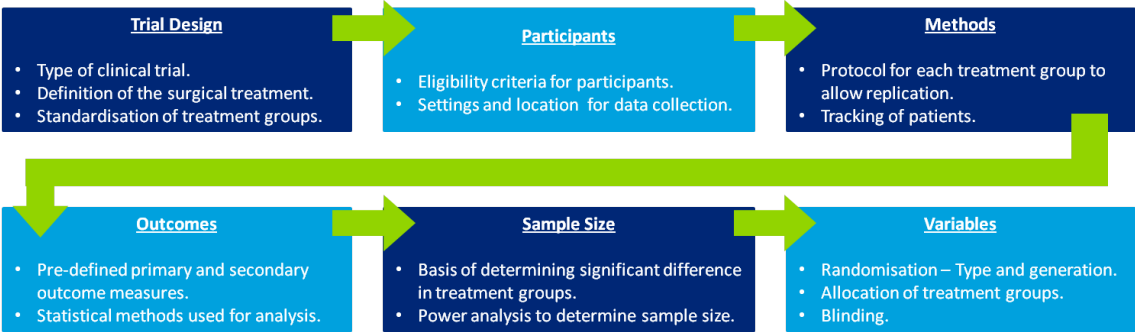 Trial Design
• Type of clinical trial.
• Definition of the surgical treatment.
• Standardisation of treatment groups.
Participants
• Eligibility criteria for participants.
• Settings and location for data collection.
Methods
• Protocol for each treatment group to
allow replication.
• Tracking of patients.
Outcomes
• Pre-defined primary and secondary
outcome measures.
• Statistical methods used for analysis.
Sample Size
• Basis of determining significant difference
in treatment groups.
• Power analysis to determine sample size.
Variables
• Randomisation – Type and generation.
• Allocation of treatment groups.
• Blinding.